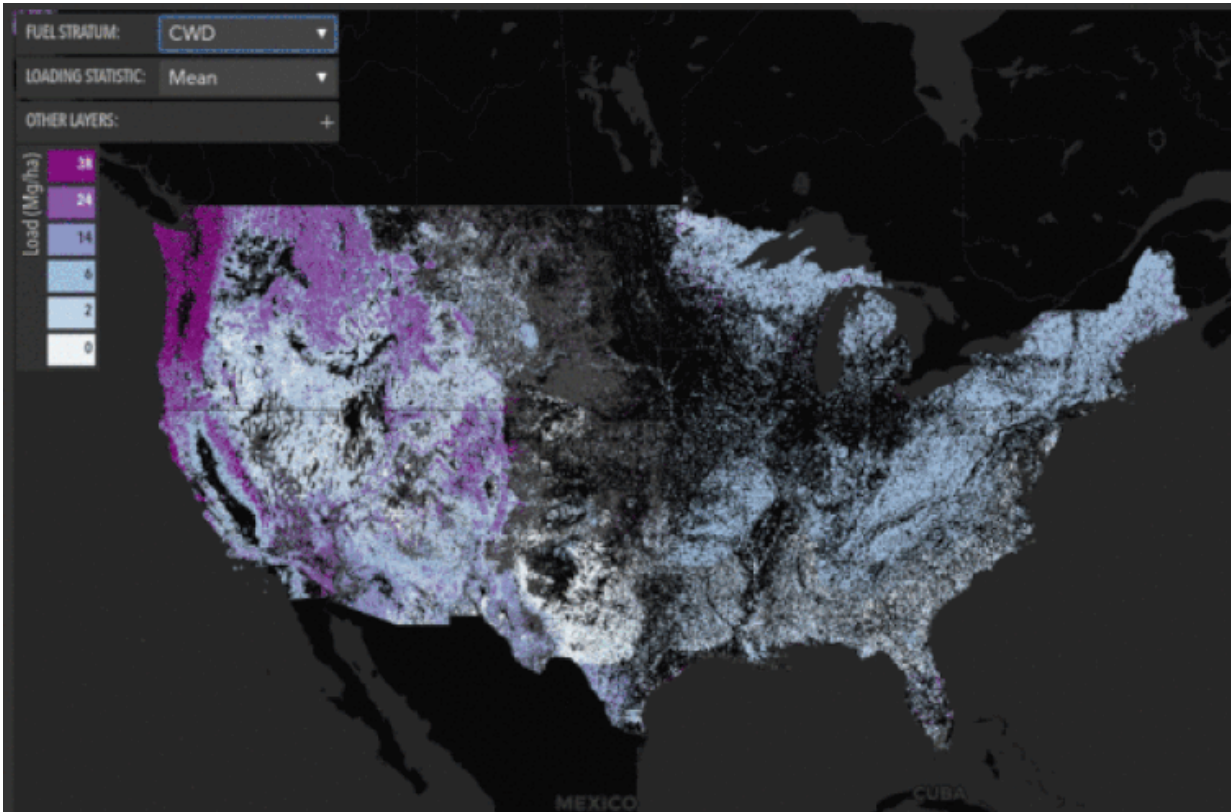 FUEL STRATUM: CWD
LOADING STATISTIC: Mean
OTHER LAYERS: +
Load (Mg/ha)
38
24
14
6
2
0
MEXICO
CUBA